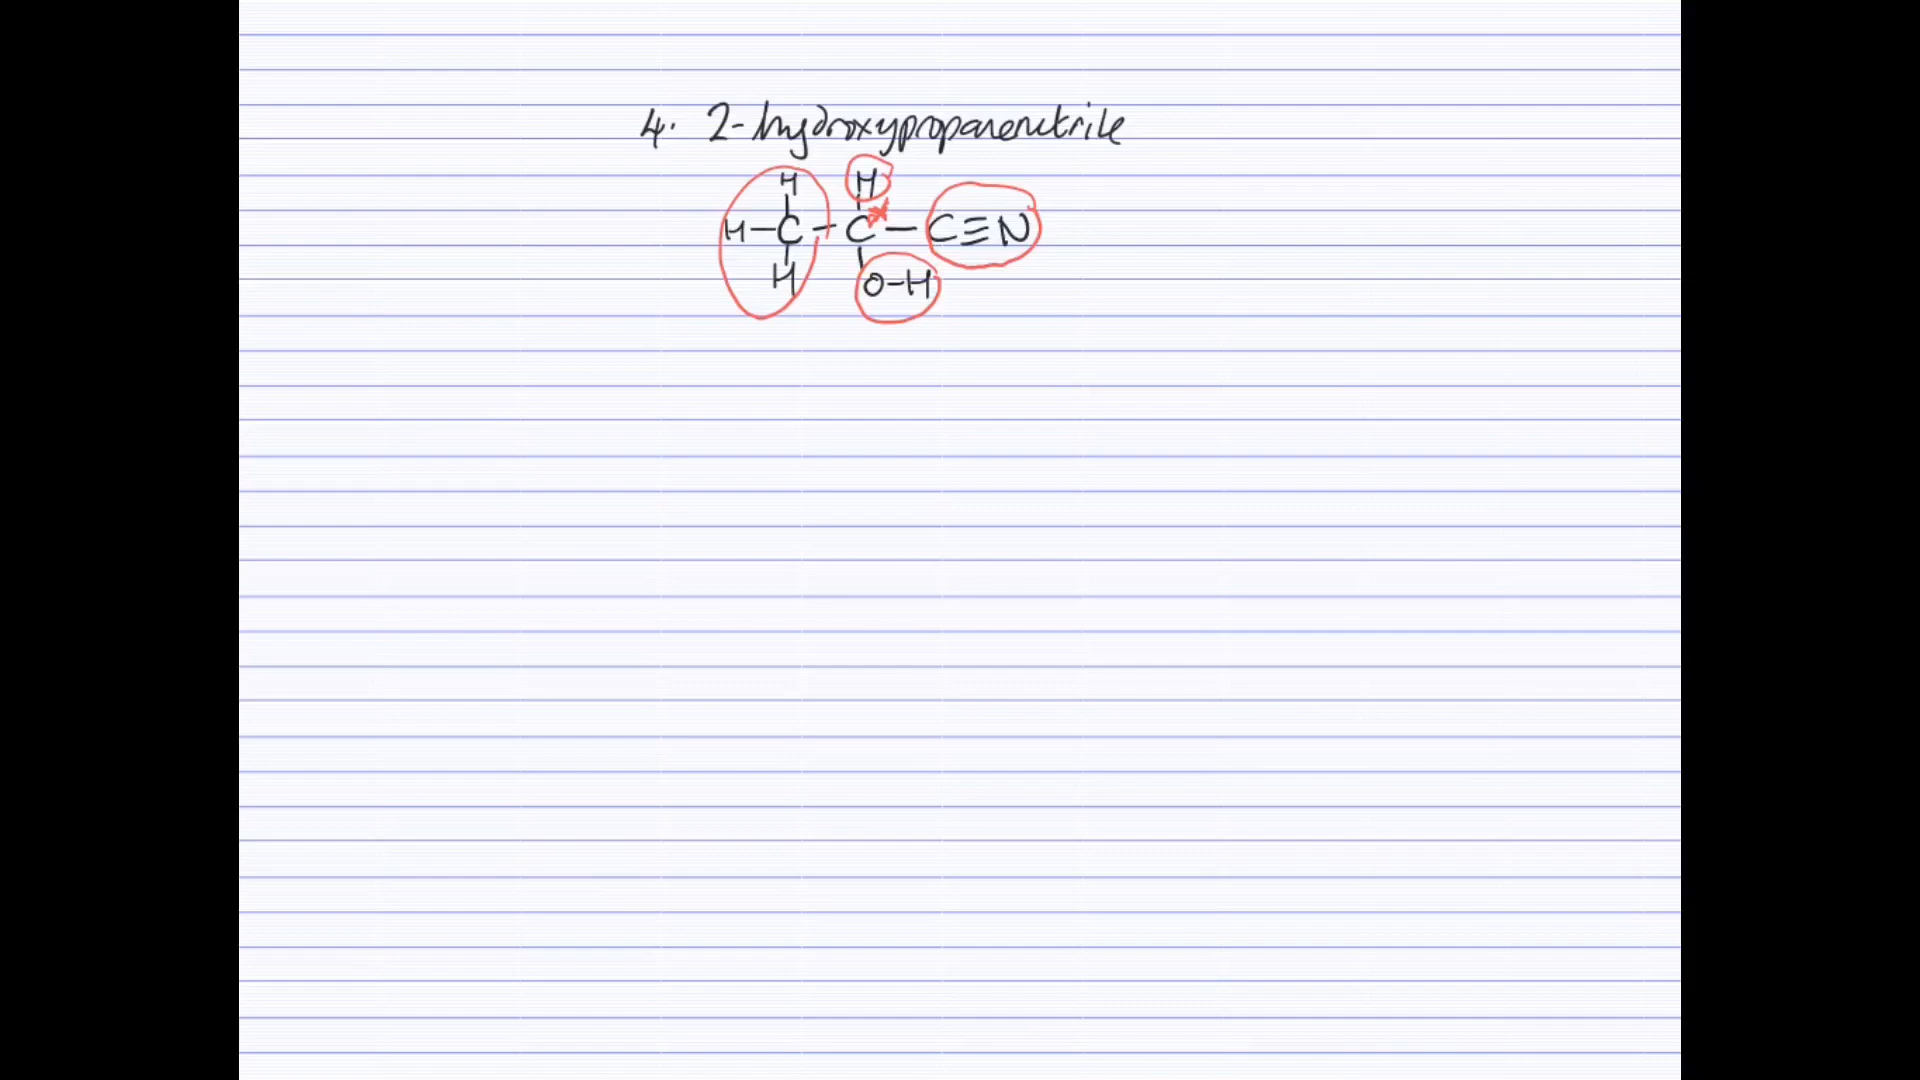 4. 2-hydroxypropanenitrile
H H
H-C-C*-C≡N
H O-H